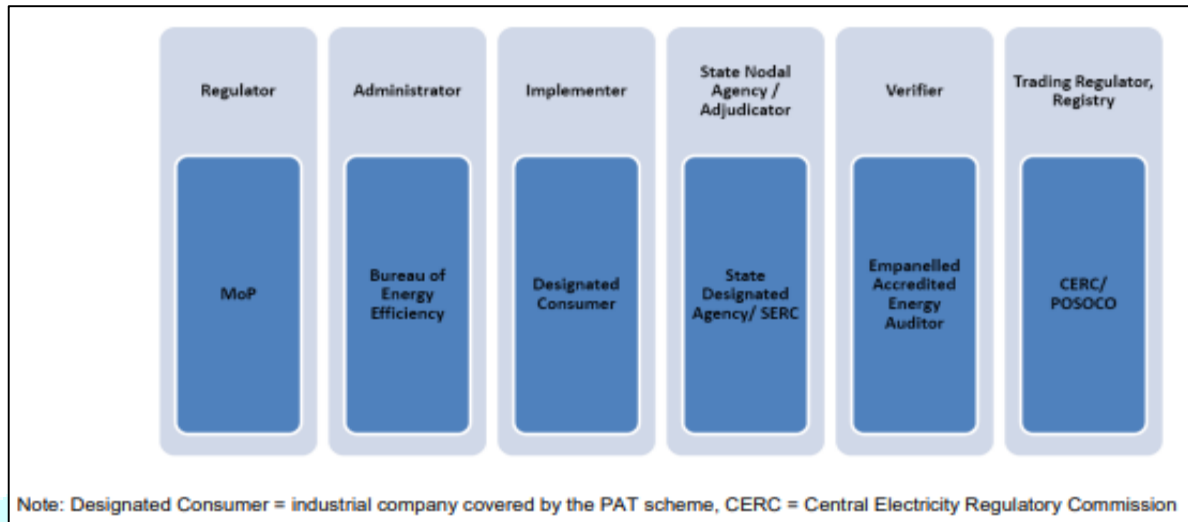 Regulator
MoP
Administrator
Bureau of
Energy
Efficiency
Implementer
Designated
Consumer
State Nodal
Agency /
Adjudicator
State
Designated
Agency/ SERC
Verifier
Empanelled
Accredited
Energy
Auditor
Trading Regulator,
Registry
CERC/
POSOCO
Note: Designated Consumer = industrial company covered by the PAT scheme, CERC = Central Electricity Regulatory Commission